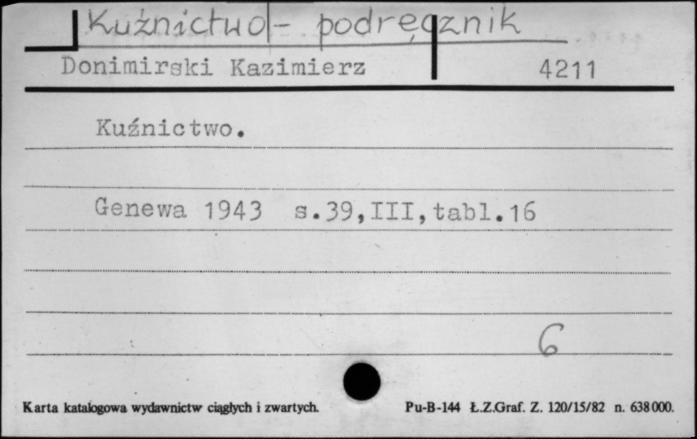 Kuźnictwo - podręcznik
Donimirski Kazimierz 4211
Kuźnictwo.
Genewa 1943 s.39,III,tabl.16
6
Karta katalogowa wydawnictw ciągłych i zwartych. Pu-B-144 Ł.Z.Graf. Z. 120/15/82 n. 638 000.